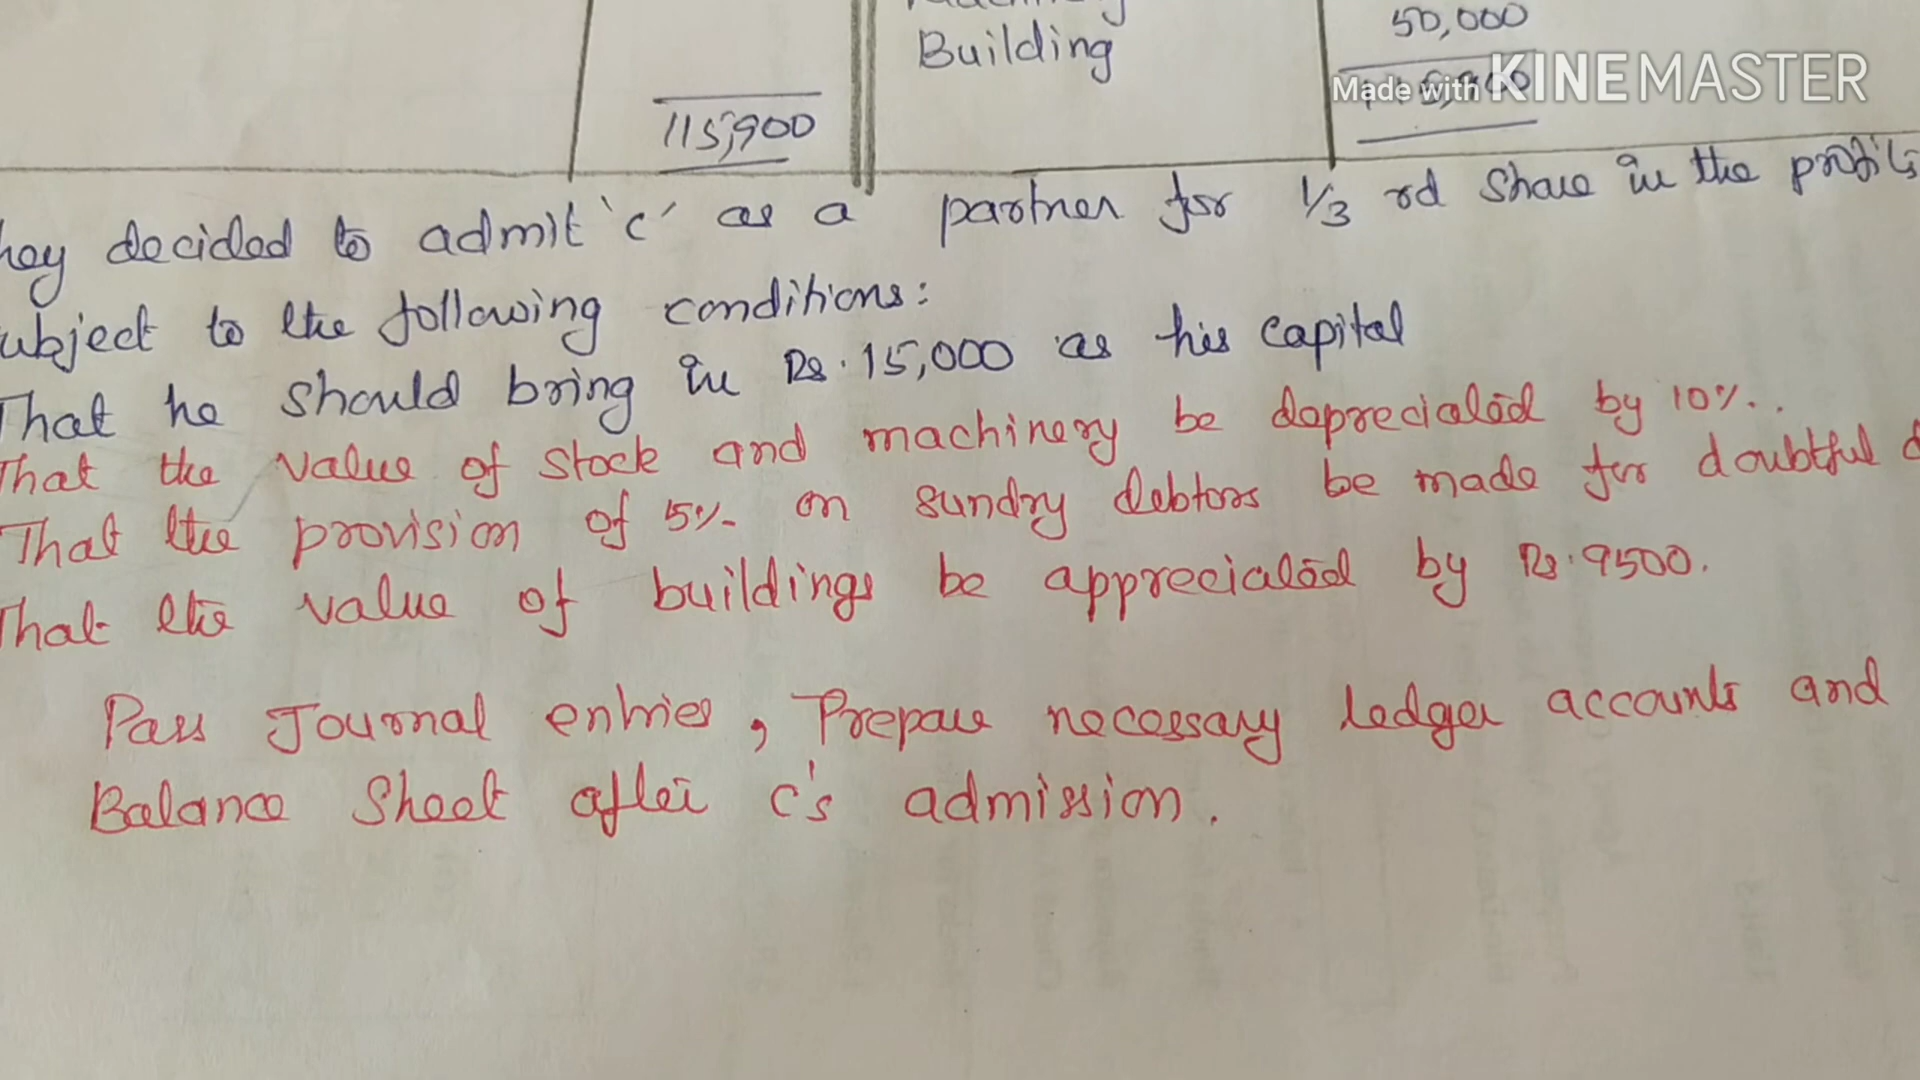 50,000
Building
Made with KINEMASTER
115,900
hey decided to admit 'c' as a partner for 1/3 rd Share in the profits
ubject to the following conditions:
That he should bring in Rs. 15,000 as his capital
That the value of stock and machinery be depreciated by 10%.
That the provision of 5% on sundry debtors be made for doubtful d
That the value of buildings be appreciated by Rs. 9500.
Pass Journal entries, Prepare necessary ledger accounts and
Balance Sheet after c's admission.